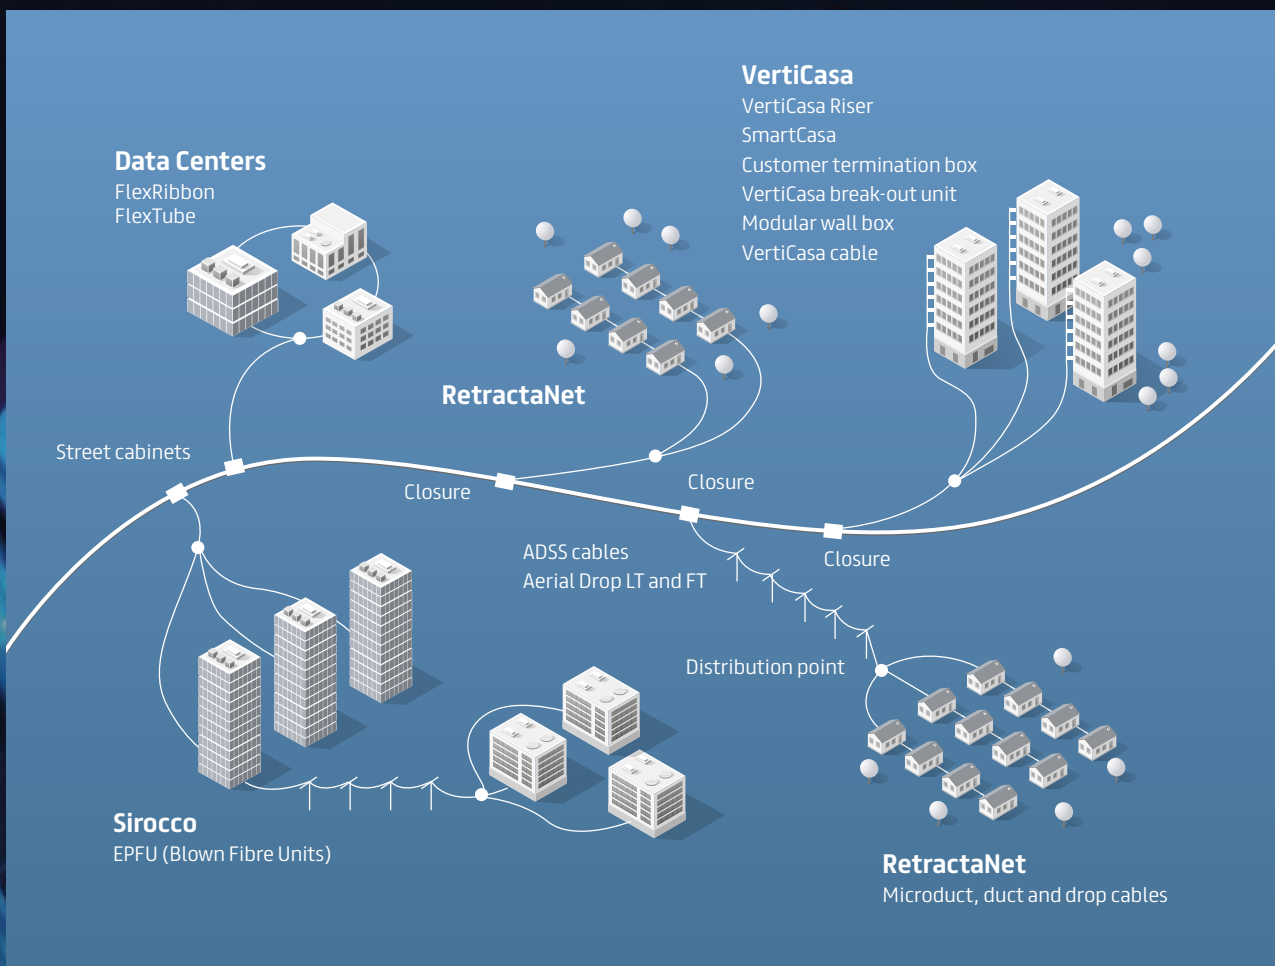 VertiCasa
VertiCasa Riser
SmartCasa
Customer termination box
VertiCasa break-out unit
Modular wall box
VertiCasa cable
Data Centers
FlexRibbon
FlexTube
RetractaNet
Street cabinets
Closure
Closure
ADSS cables
Aerial Drop LT and FT
Closure
Distribution point
Sirocco
EPFU (Blown Fibre Units)
RetractaNet
Microduct, duct and drop cables